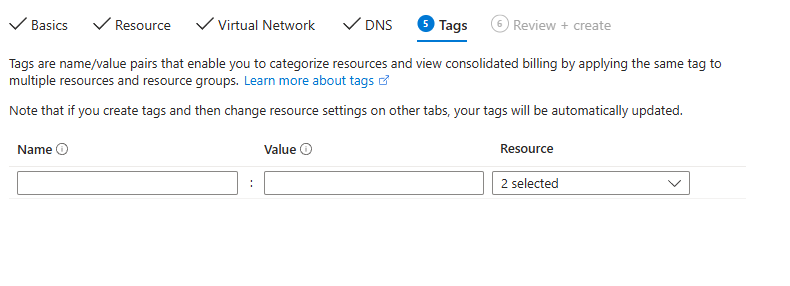 Basics Resource Virtual Network DNS 5 Tags 6 Review + create
Tags are name/value pairs that enable you to categorize resources and view consolidated billing by applying the same tag to
multiple resources and resource groups. Learn more about tags
Note that if you create tags and then change resource settings on other tabs, your tags will be automatically updated.
Name Value Resource
: 2 selected